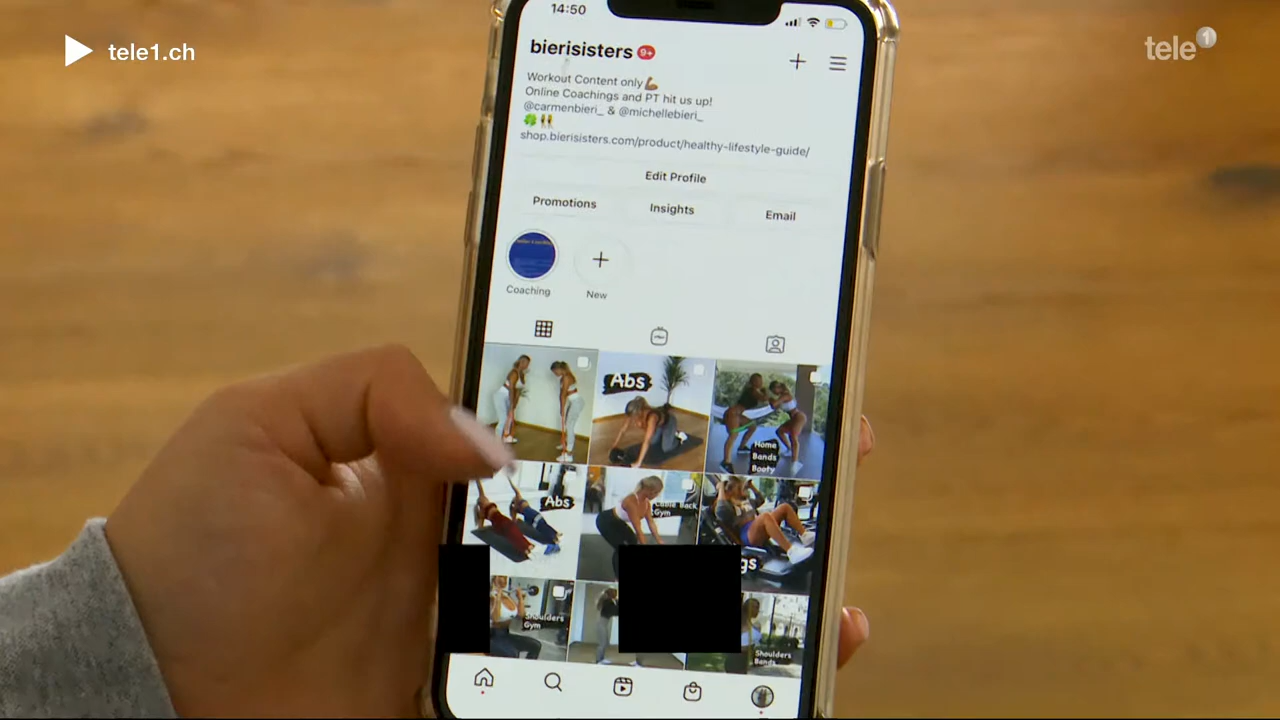 14:50
tele1.ch
tele1
bierisisters 9+
Workout Content only💪🏽
Online Coachings and PT hit us up!
@carmenbieri_ & @michellebieri_
🍀👯
shop.bierisisters.com/product/healthy-lifestyle-guide/
Edit Profile
Promotions Insights Email
Coaching New
Abs
Home
Bands
Booty
Abs
Cable Back
Gym
Shoulders
Gym
Shoulders
Bands